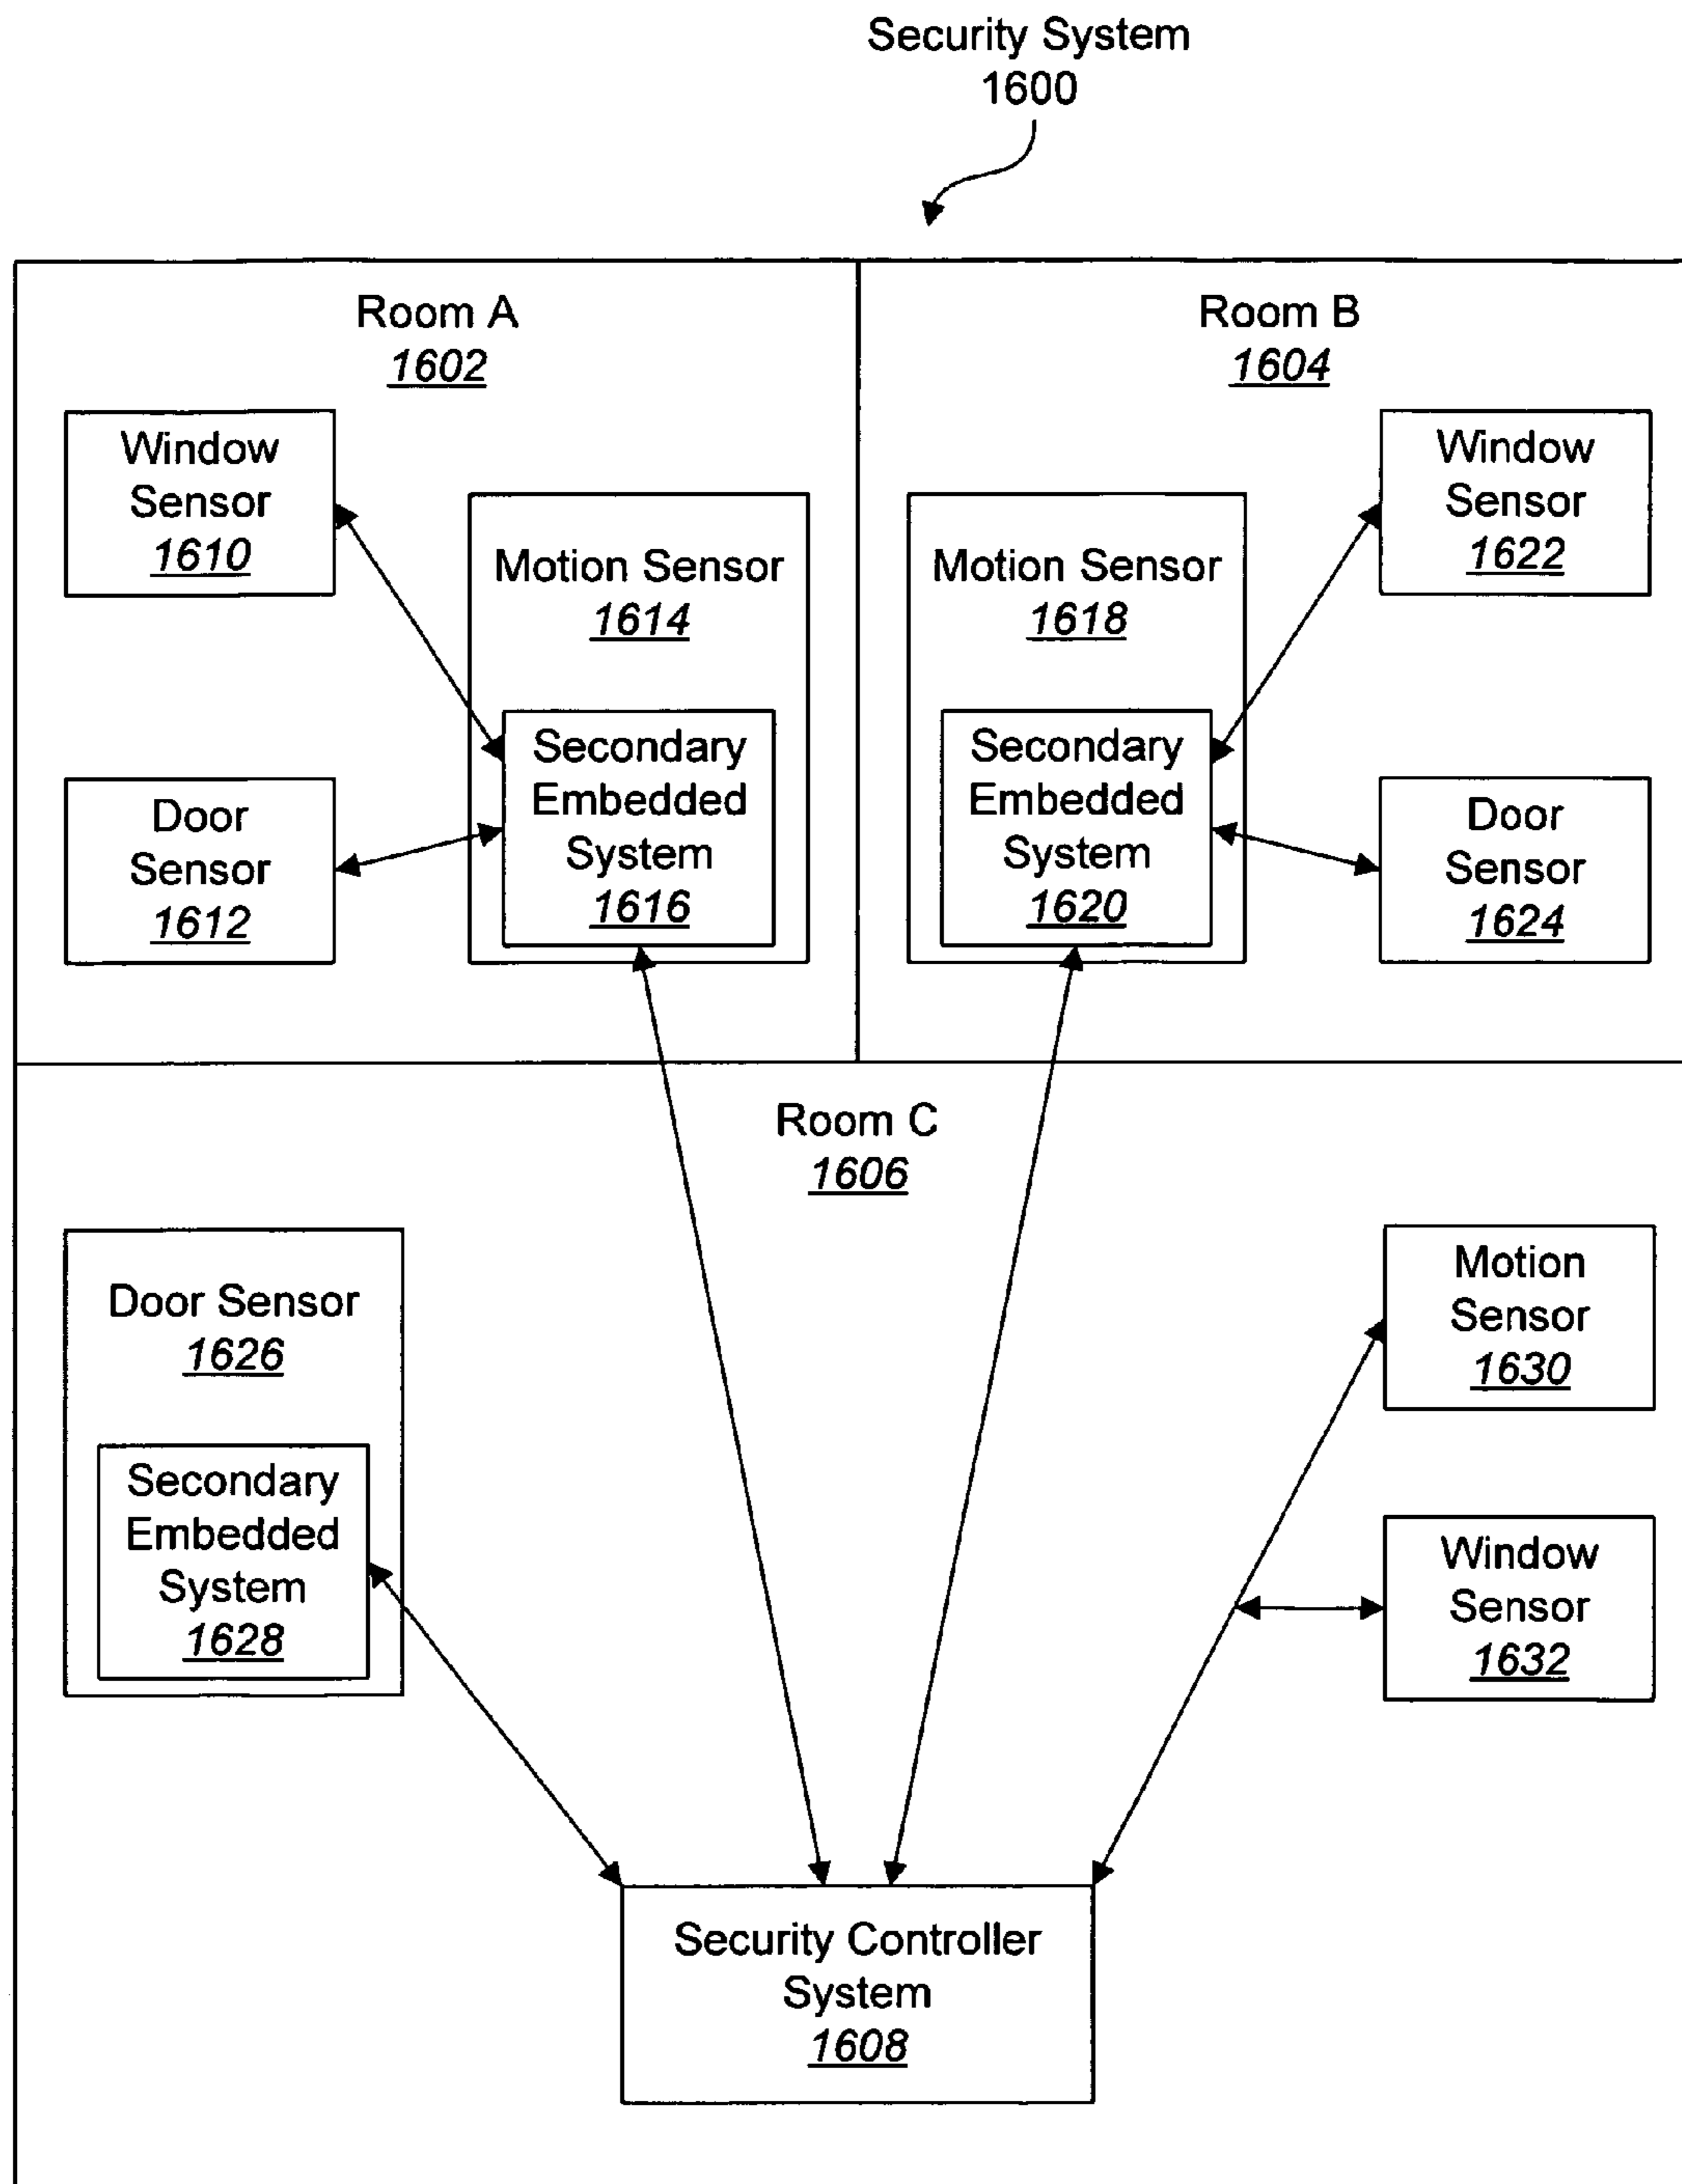 Security System
1600
Room A
1602
Window
Sensor
1610
Motion Sensor
1614
Secondary
Embedded
System
1616
Door
Sensor
1612
Room B
1604
Motion Sensor
1618
Secondary
Embedded
System
1620
Window
Sensor
1622
Door
Sensor
1624
Room C
1606
Door Sensor
1626
Secondary
Embedded
System
1628
Motion
Sensor
1630
Window
Sensor
1632
Security Controller
System
1608